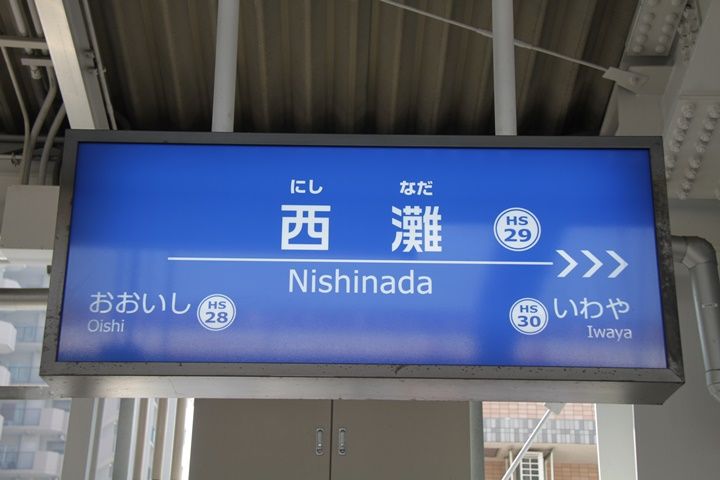 にし なだ
西 灘 HS 29
Nishinada
おおいし HS 28 HS 30 いわや
Oishi Iwaya